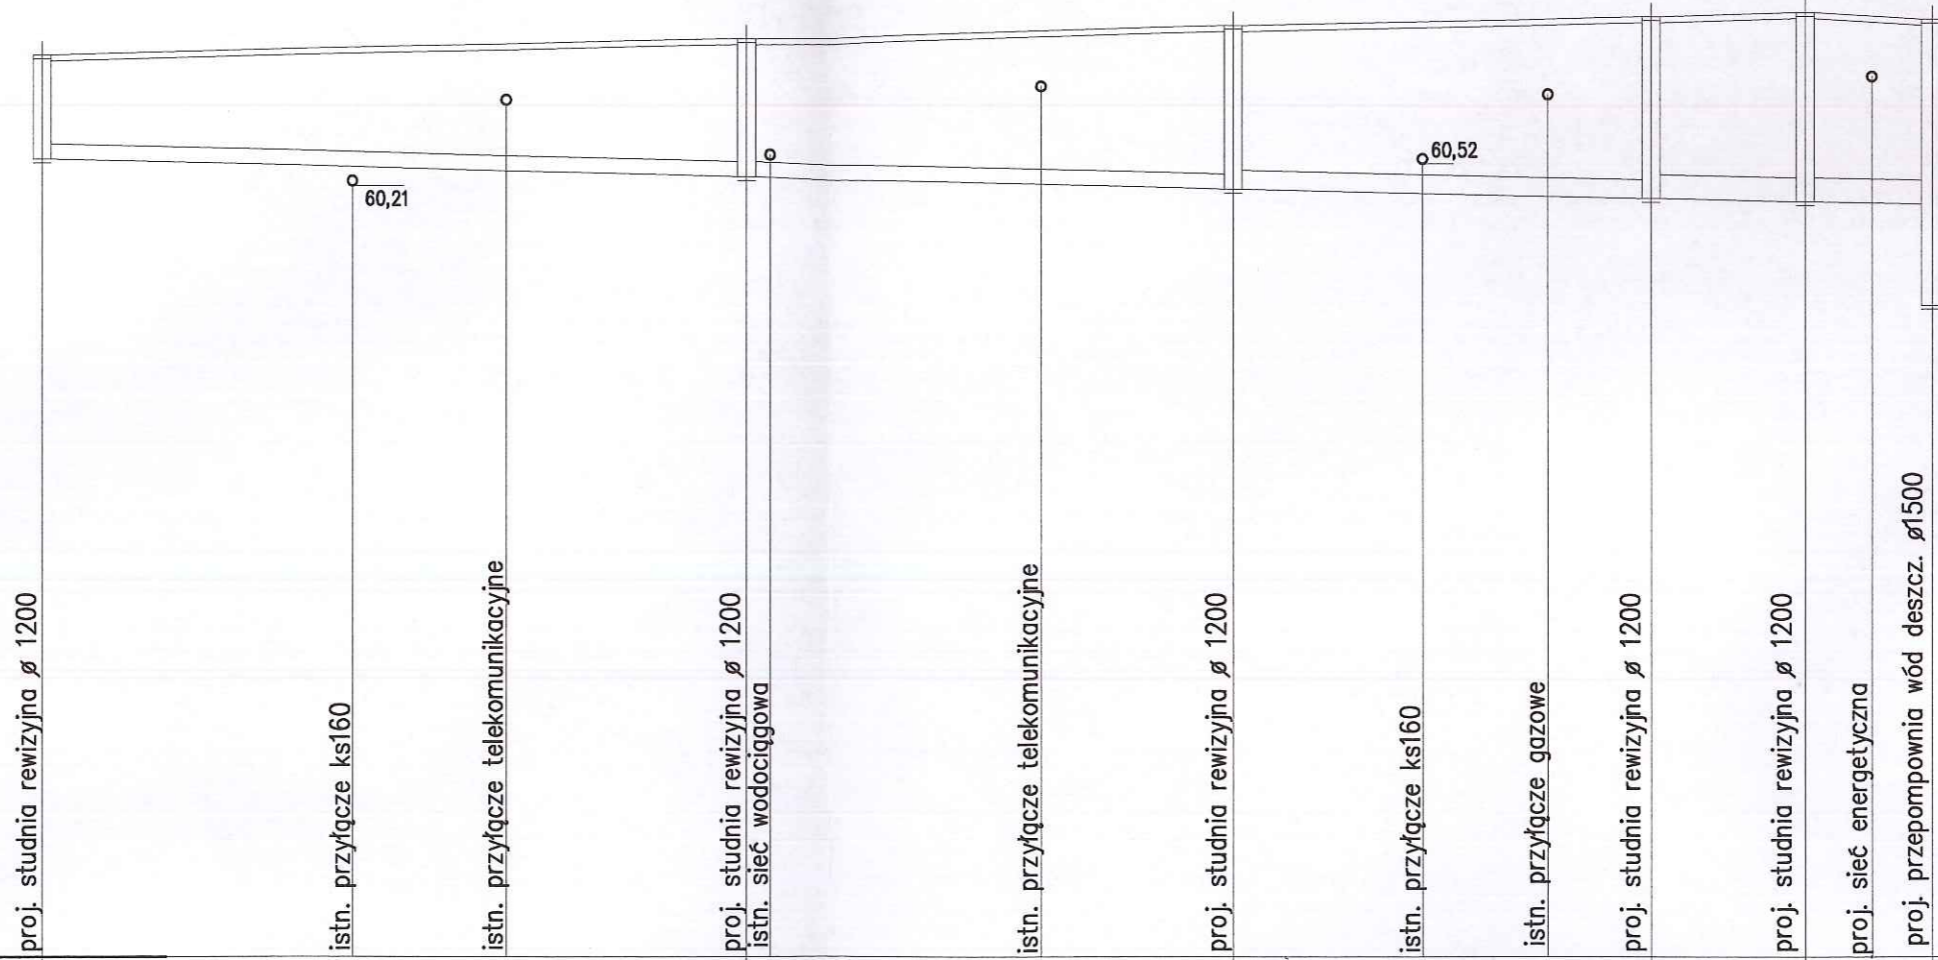 60,21
60,52
proj. studnia rewizyjna ø 1200
istn. przyłącze ks160
istn. przyłącze telekomunikacyjne
proj. studnia rewizyjna ø 1200
istn. sieć wodociągowa
istn. przyłącze telekomunikacyjne
proj. studnia rewizyjna ø 1200
istn. przyłącze ks160
istn. przyłącze gazowe
proj. studnia rewizyjna ø 1200
proj. studnia rewizyjna ø 1200
proj. sieć energetyczna
proj. przepompownia wód deszcz. ø1500